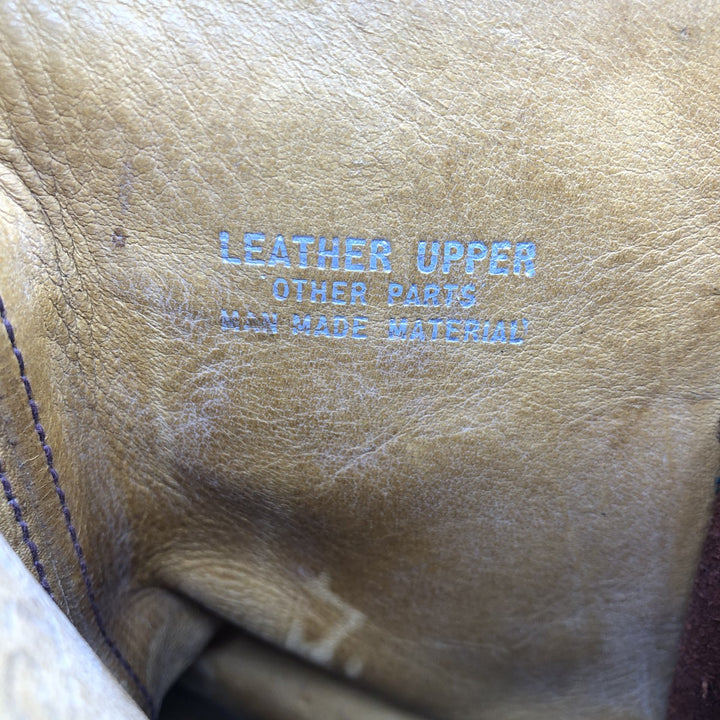 LEATHER UPPER
OTHER PARTS
MAN MADE MATERIAL